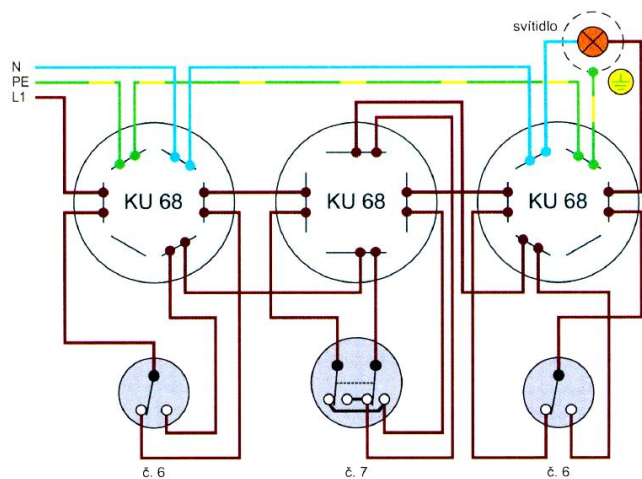 svítidlo
N
PE
L1
KU 68
KU 68
KU 68
č. 6
č. 7
č. 6